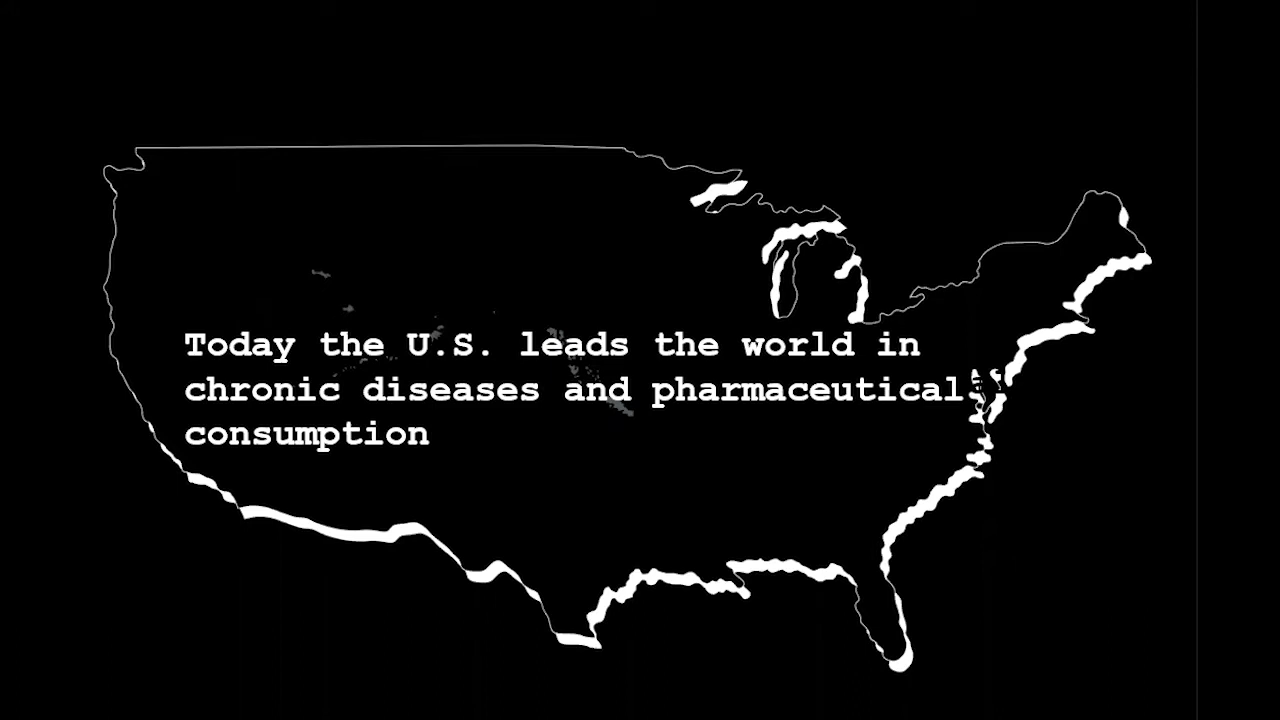 Today the U.S. leads the world in
chronic diseases and pharmaceutical
consumption